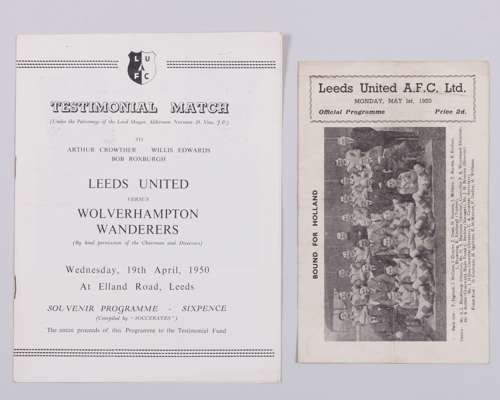 L U
A
F C
TESTIMONIAL MATCH
(Under the Patronage of the Lord Mayor, Alderman Norman D. Vine, J.P.)
TO
ARTHUR CROWTHER WILLIS EDWARDS
BOB ROXBURGH
LEEDS UNITED
VERSUS
WOLVERHAMPTON
WANDERERS
(By kind permission of the Chairman and Directors)
Wednesday, 19th April, 1950
At Elland Road, Leeds
SOUVENIR PROGRAMME - SIXPENCE
(Compiled by "SOCCERATES")
The entire proceeds of this Programme to the Testimonial Fund
Leeds United A.F.C. Ltd.
MONDAY, MAY 1st, 1950
Official Programme Price 2d.
BOUND FOR HOLLAND